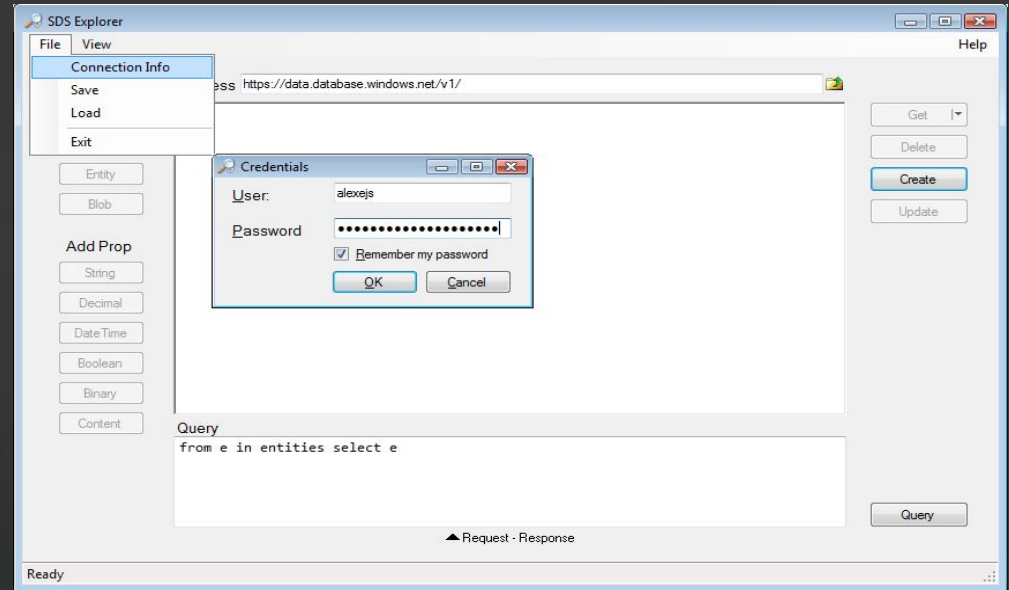 SDS Explorer
File View Help
Connection Info
Save
Load
Exit
ess https://data.database.windows.net/v1/
Get
Delete
Create
Update
Entity
Blob
Add Prop
String
Decimal
DateTime
Boolean
Binary
Content
Credentials
User: alexejs
Password ●●●●●●●●●●●●●●●●●●●●
Remember my password
OK Cancel
Query
from e in entities select e
Query
Request - Response
Ready